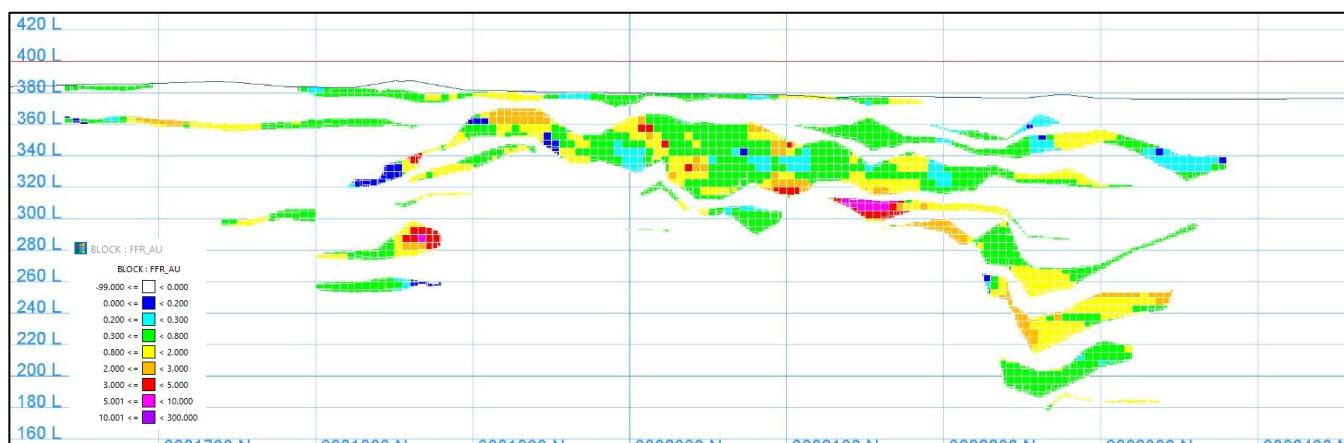 420 L
400 L
380 L
360 L
340 L
320 L
300 L
280 L
BLOCK : FFR_AU
BLOCK : FFR_AU
-99.000 <= < 0.000
0.000 <= < 0.200
0.200 <= < 0.300
0.300 <= < 0.800
0.800 <= < 2.000
2.000 <= < 3.000
3.000 <= < 5.000
5.001 <= < 10.000
10.001 <= < 300.000
260 L
240 L
220 L
200 L
180 L
160 L